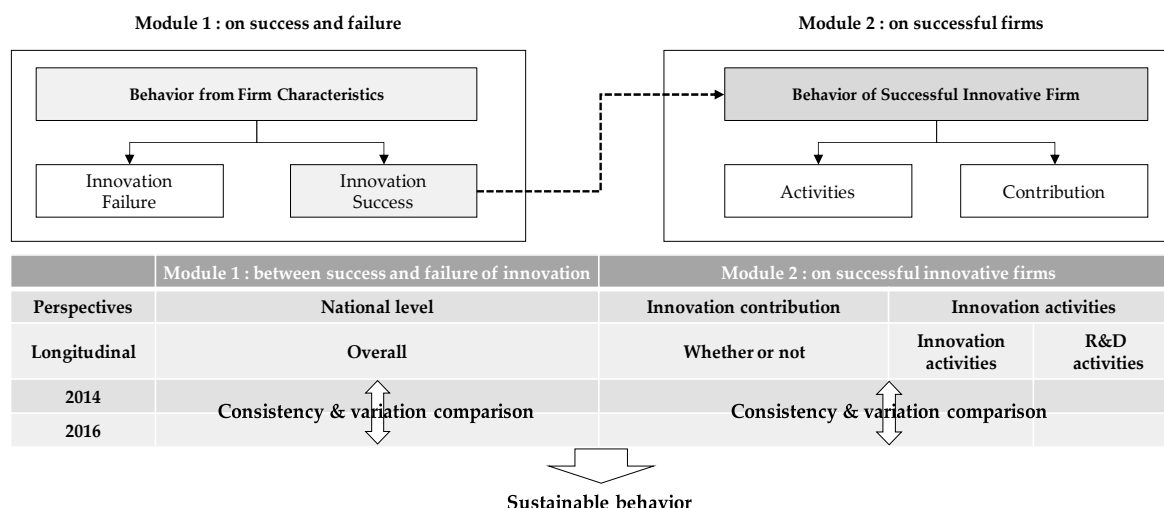 Module 1 : on success and failure
Module 2 : on successful firms
Behavior from Firm Characteristics
Behavior of Successful Innovative Firm
Innovation
Failure
Innovation
Success
Activities
Contribution
Module 1 : between success and failure of innovation
Module 2 : on successful innovative firms
Perspectives
National level
Innovation contribution
Innovation activities
Longitudinal
Overall
Whether or not
Innovation
activities
R&D
activities
2014
Consistency & variation comparison
Consistency & variation comparison
2016
Sustainable behavior